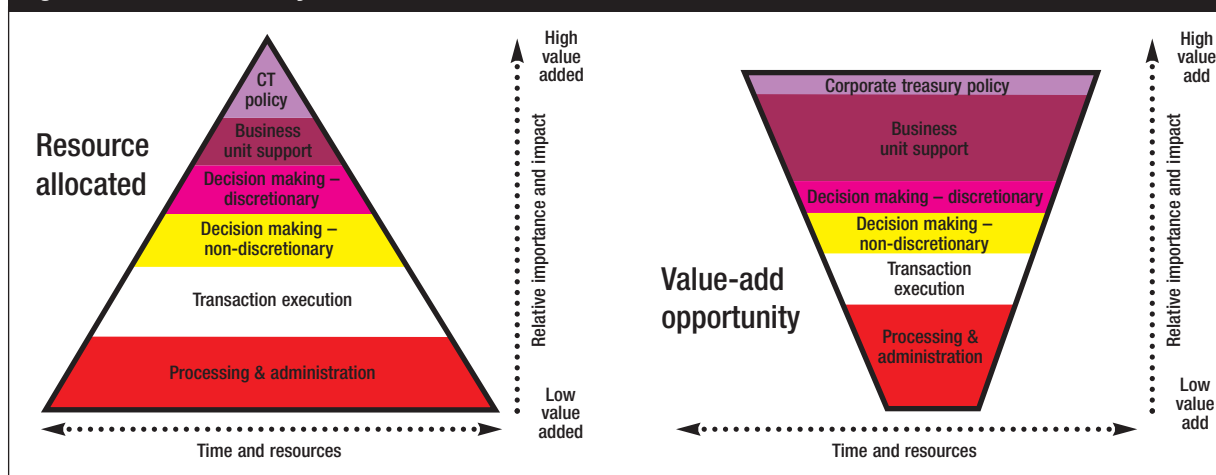 Resource
allocated
CT
policy
Business
unit support
Decision making –
discretionary
Decision making –
non-discretionary
Transaction execution
Processing & administration
High
value
added
Relative importance and impact
Low
value
added
Time and resources
Value-add
opportunity
Corporate treasury policy
Business
unit support
Decision making – discretionary
Decision making –
non-discretionary
Transaction
execution
Processing &
administration
High
value
add
Relative importance and impact
Low
value
add
Time and resources